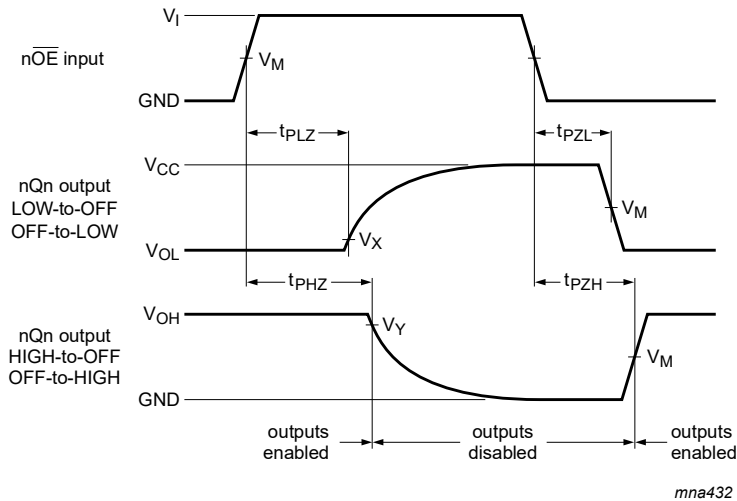 V_I
nO̅E̅ input
V_M
GND
t_PLZ
t_PZL
V_CC
nQn output
LOW-to-OFF
OFF-to-LOW
V_M
V_OL
V_X
t_PHZ
t_PZH
V_OH
nQn output
HIGH-to-OFF
OFF-to-HIGH
V_Y
V_M
GND
outputs
enabled
outputs
disabled
outputs
enabled
mna432